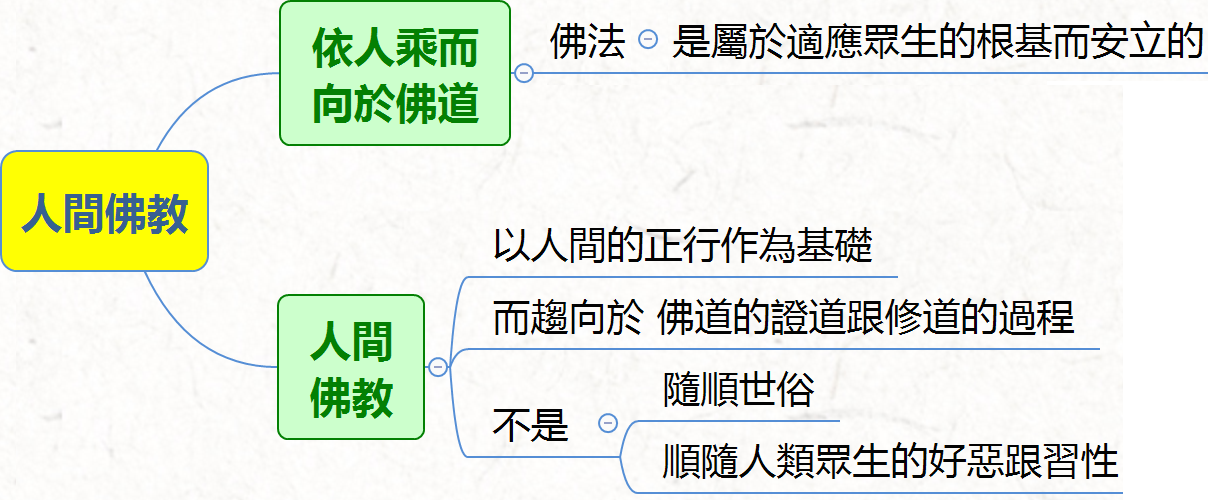 人間佛教
依人乘而
向於佛道
佛法 是屬於適應眾生的根基而安立的
人間
佛教
以人間的正行作為基礎
而趨向於 佛道的證道跟修道的過程
不是
隨順世俗
順隨人類眾生的好惡跟習性